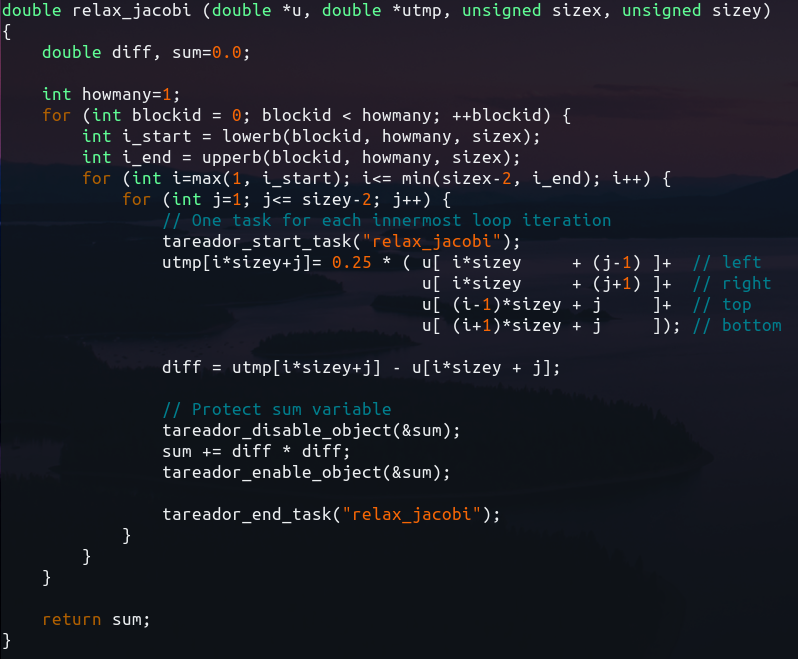 double relax_jacobi (double *u, double *utmp, unsigned sizex, unsigned sizey)
{
    double diff, sum=0.0;

    int howmany=1;
    for (int blockid = 0; blockid < howmany; ++blockid) {
        int i_start = lowerb(blockid, howmany, sizex);
        int i_end = upperb(blockid, howmany, sizex);
        for (int i=max(1, i_start); i<= min(sizex-2, i_end); i++) {
            for (int j=1; j<= sizey-2; j++) {
                // One task for each innermost loop iteration
                tareador_start_task("relax_jacobi");
                utmp[i*sizey+j]= 0.25 * ( u[ i*sizey     + (j-1) ]+  // left
                                          u[ i*sizey     + (j+1) ]+  // right
                                          u[ (i-1)*sizey + j     ]+  // top
                                          u[ (i+1)*sizey + j     ]); // bottom

                diff = utmp[i*sizey+j] - u[i*sizey + j];

                // Protect sum variable
                tareador_disable_object(&sum);
                sum += diff * diff;
                tareador_enable_object(&sum);

                tareador_end_task("relax_jacobi");
            }
        }
    }

    return sum;
}